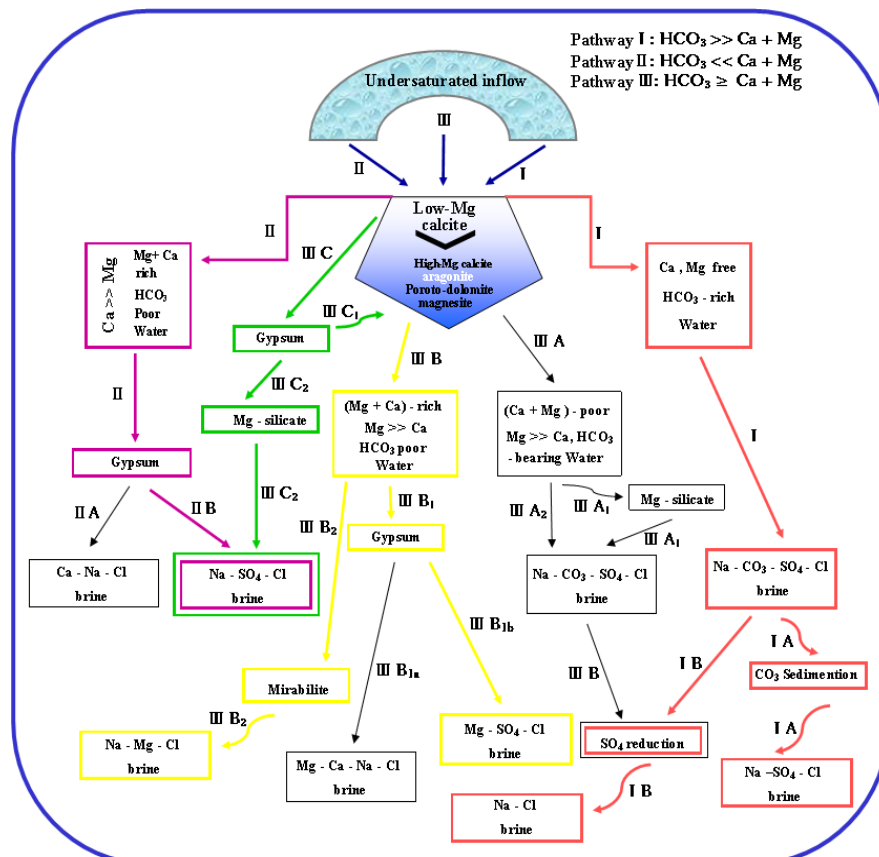 Pathway I : HCO3 >> Ca + Mg
Pathway II : HCO3 << Ca + Mg
Pathway III : HCO3 ≥ Ca + Mg
Undersaturated inflow
III
II
I
Low-Mg
calcite
High-Mg calcite
aragonite
Poroto-dolomite
magnesite
II
Ca >> Mg
Mg+ Ca
rich
HCO3
Poor
Water
III C
I
Ca , Mg free
HCO3 - rich
Water
III C1
Gypsum
III B
III A
III C2
Mg - silicate
(Mg + Ca) - rich
Mg >> Ca
HCO3 poor
Water
(Ca + Mg ) - poor
Mg >> Ca, HCO3
- bearing Water
II
I
Gypsum
III C2
III B2
III B1
Gypsum
III A2
III A1
Mg - silicate
III A1
II A
II B
Ca - Na - Cl
brine
Na - SO4 - Cl
brine
Na - CO3 - SO4 - Cl
brine
Na - CO3 - SO4 - Cl
brine
III B1a
III B1b
III B
I B
I A
CO3 Sedimention
Mirabilite
III B2
Na - Mg - Cl
brine
Mg - Ca - Na - Cl
brine
Mg - SO4 - Cl
brine
SO4 reduction
I A
Na –SO4 - Cl
brine
I B
Na - Cl
brine